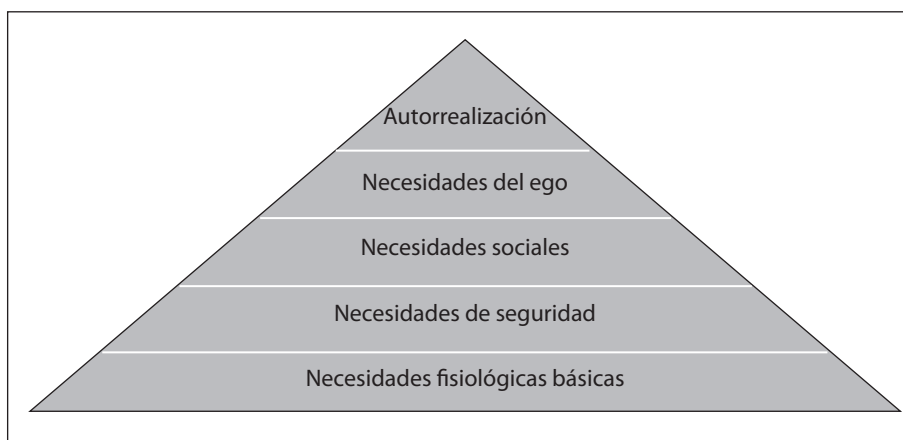 Autorrealización
Necesidades del ego
Necesidades sociales
Necesidades de seguridad
Necesidades fisiológicas básicas